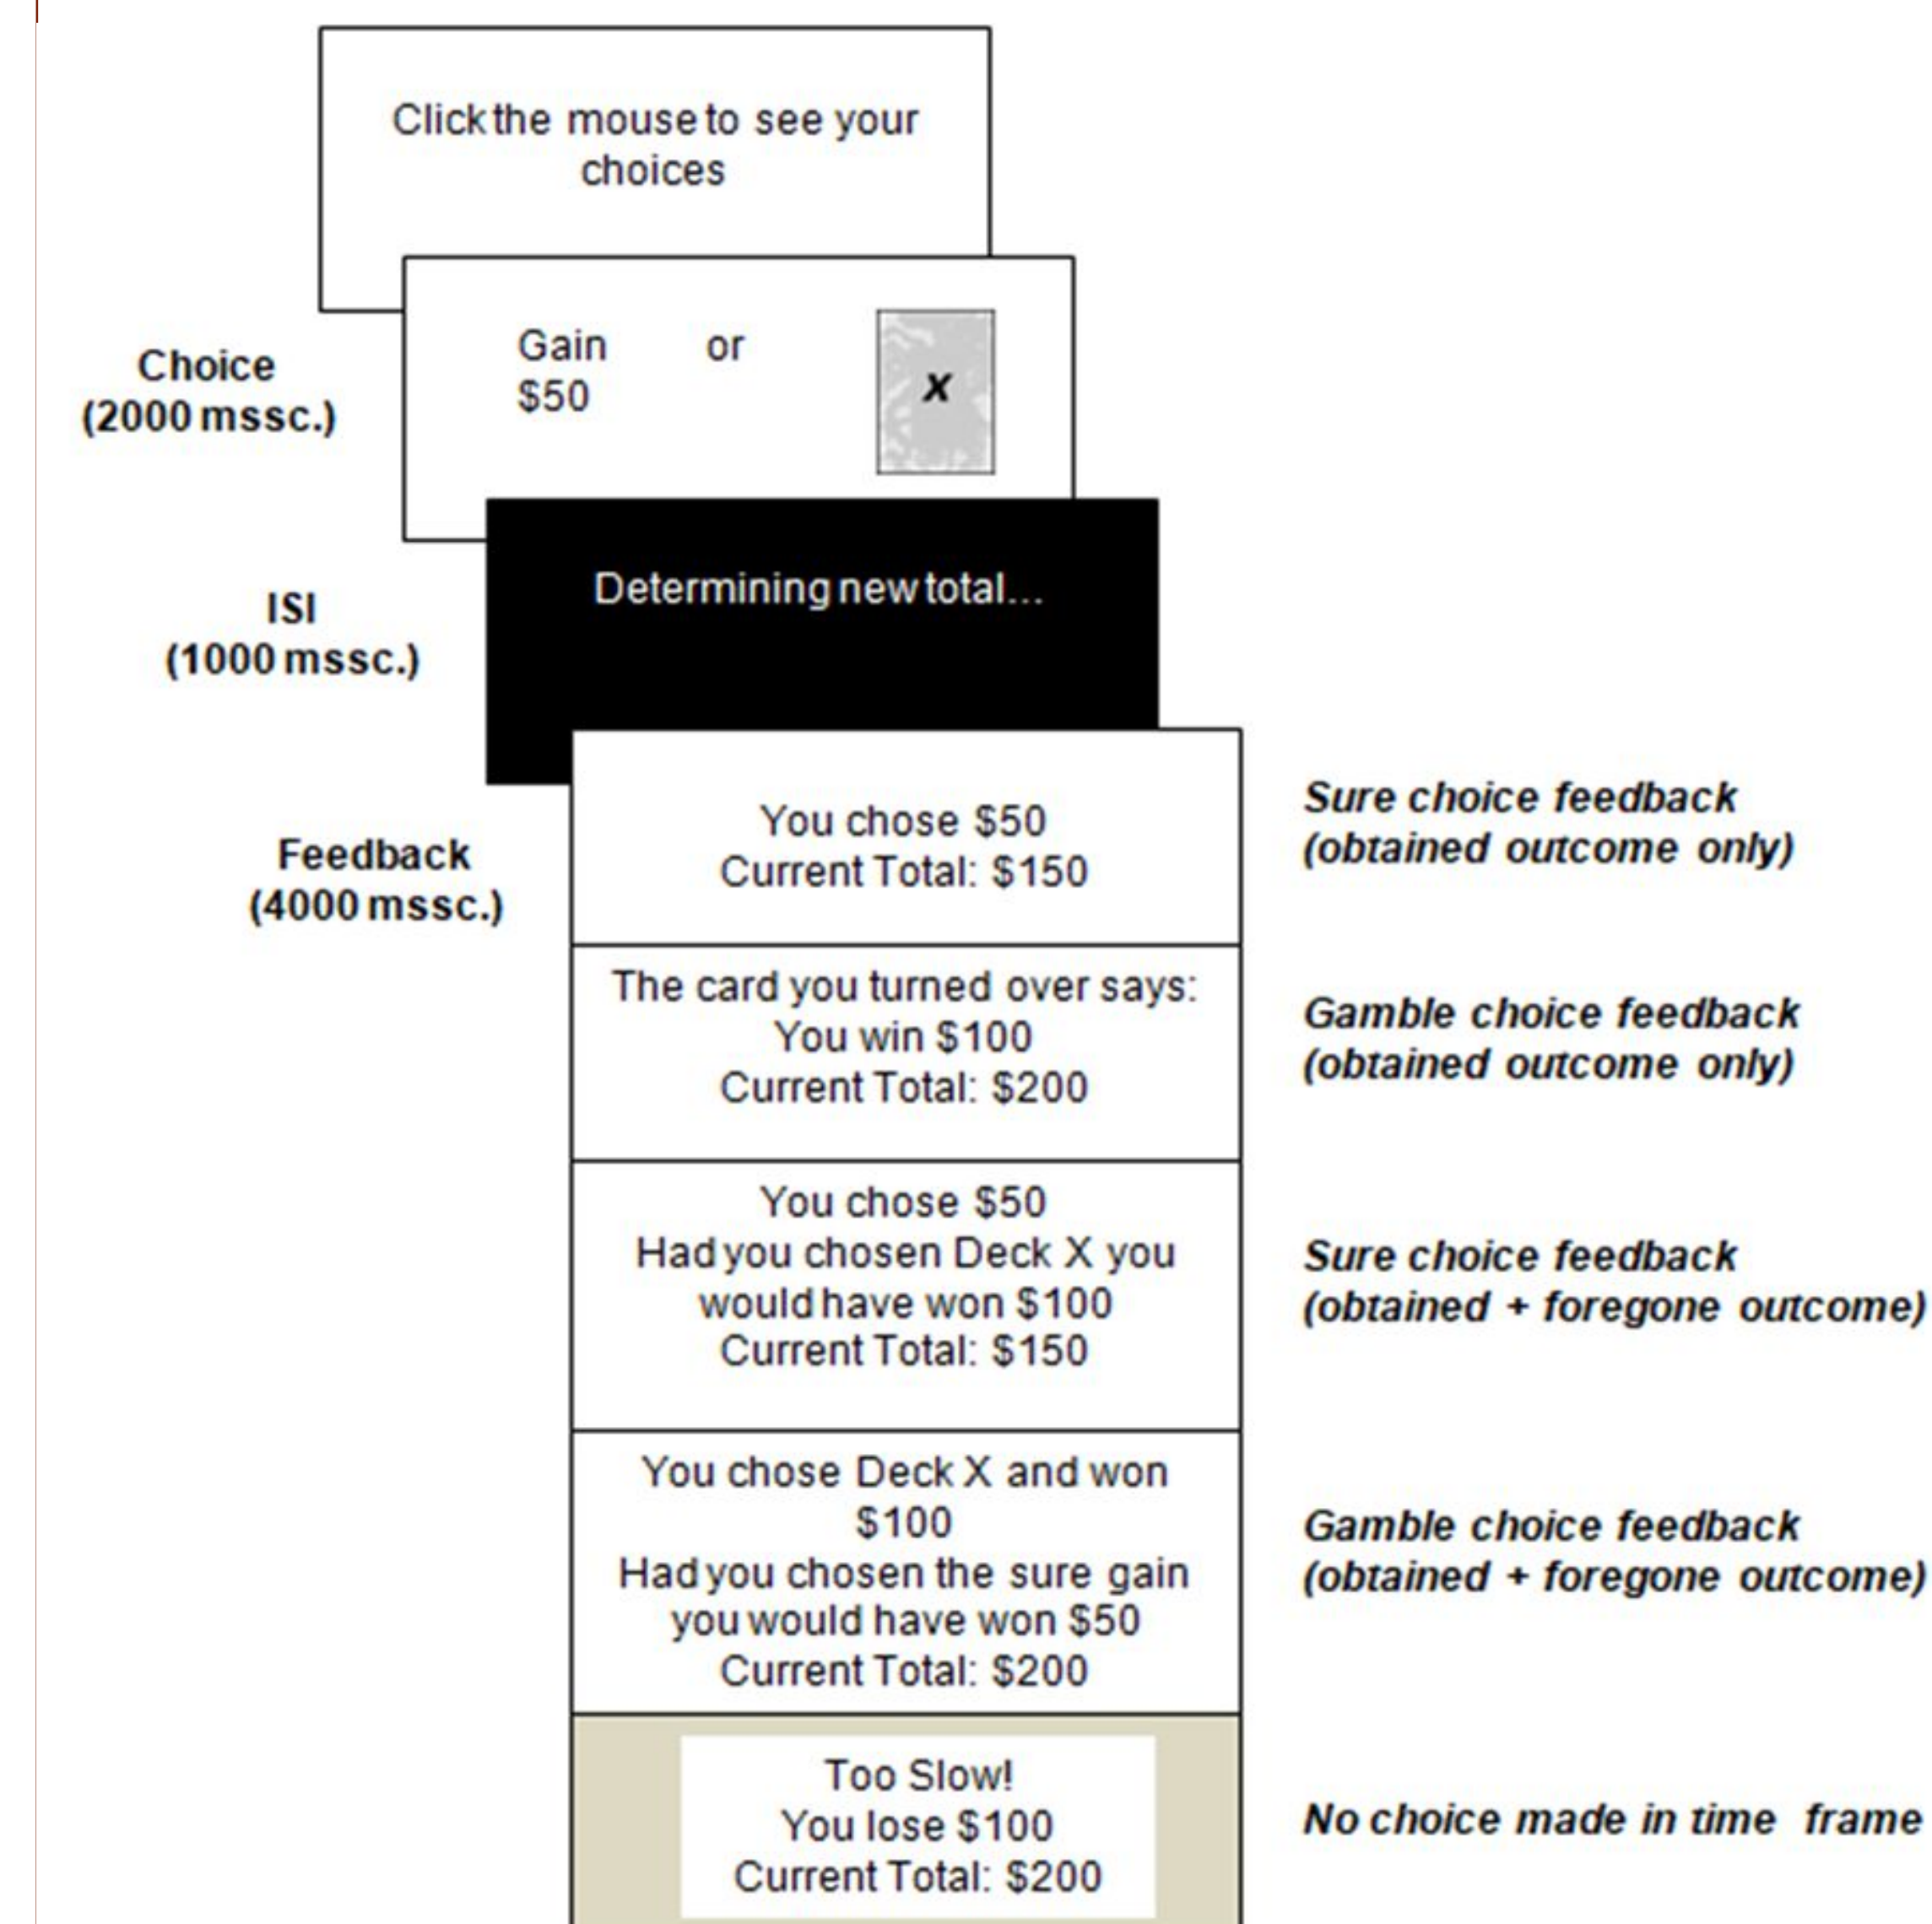 Click the mouse to see your
choices
Choice
(2000 mssc.)
Gain or
$50
x
ISI
(1000 mssc.)
Determining new total...
Feedback
(4000 mssc.)
You chose $50
Current Total: $150
Sure choice feedback
(obtained outcome only)
The card you turned over says:
You win $100
Current Total: $200
Gamble choice feedback
(obtained outcome only)
You chose $50
Had you chosen Deck X you
would have won $100
Current Total: $150
Sure choice feedback
(obtained + foregone outcome)
You chose Deck X and won
$100
Had you chosen the sure gain
you would have won $50
Current Total: $200
Gamble choice feedback
(obtained + foregone outcome)
Too Slow!
You lose $100
Current Total: $200
No choice made in time frame